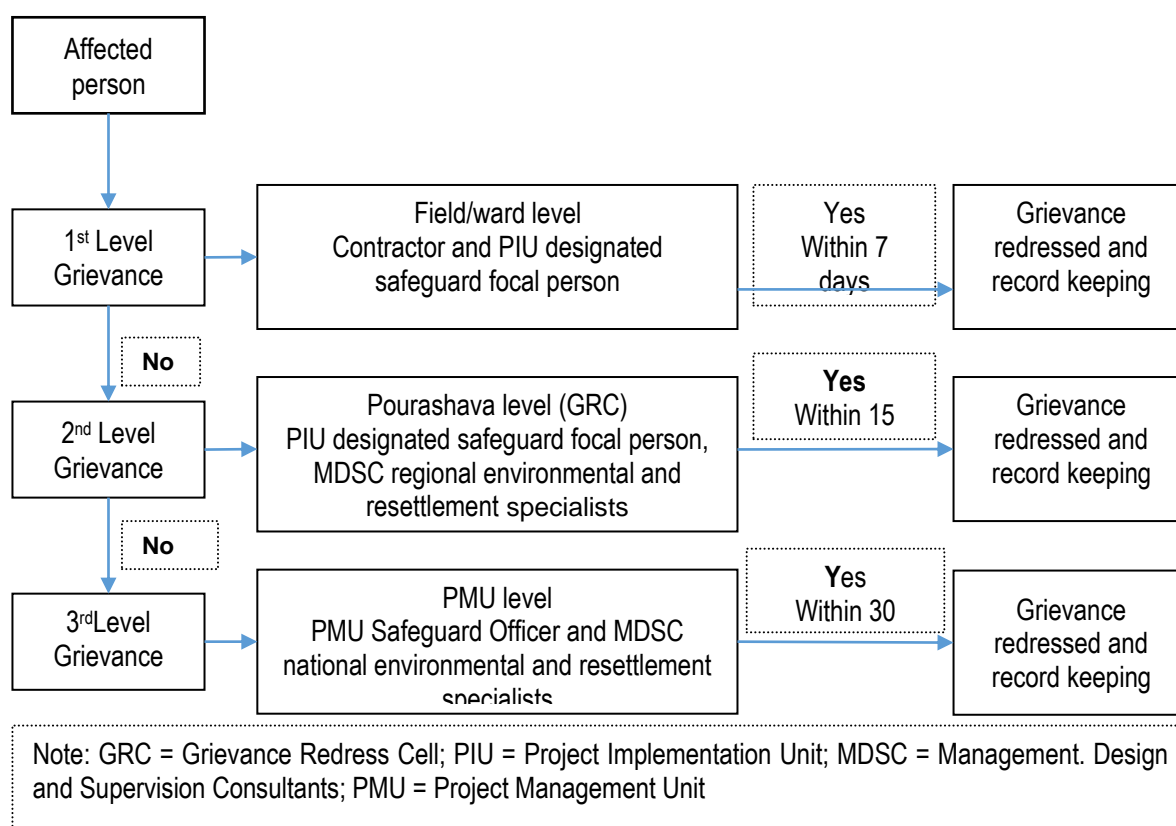 Affected
person
1st Level
Grievance
Field/ward level
Contractor and PIU designated
safeguard focal person
Yes
Within 7
days
Grievance
redressed and
record keeping
No
2nd Level
Grievance
Pourashava level (GRC)
PIU designated safeguard focal person,
MDSC regional environmental and
resettlement specialists
Yes
Within 15
Grievance
redressed and
record keeping
No
3rdLevel
Grievance
PMU level
PMU Safeguard Officer and MDSC
national environmental and resettlement
specialists
Yes
Within 30
Grievance
redressed and
record keeping
Note: GRC = Grievance Redress Cell; PIU = Project Implementation Unit; MDSC = Management. Design
and Supervision Consultants; PMU = Project Management Unit